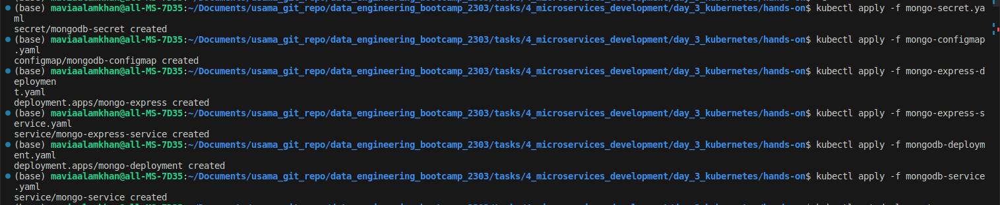 (base) maviaalamkhan@all-MS-7D35:~/Documents/usama_git_repo/data_engineering_bootcamp_2303/tasks/4_microservices_development/day_3_kubernetes/hands-on$ kubectl apply -f mongo-secret.ya
ml
secret/mongodb-secret created
(base) maviaalamkhan@all-MS-7D35:~/Documents/usama_git_repo/data_engineering_bootcamp_2303/tasks/4_microservices_development/day_3_kubernetes/hands-on$ kubectl apply -f mongo-configmap
.yaml
configmap/mongodb-configmap created
(base) maviaalamkhan@all-MS-7D35:~/Documents/usama_git_repo/data_engineering_bootcamp_2303/tasks/4_microservices_development/day_3_kubernetes/hands-on$ kubectl apply -f mongo-express-d
eploymen
t.yaml
deployment.apps/mongo-express created
(base) maviaalamkhan@all-MS-7D35:~/Documents/usama_git_repo/data_engineering_bootcamp_2303/tasks/4_microservices_development/day_3_kubernetes/hands-on$ kubectl apply -f mongo-express-s
ervice.yaml
service/mongo-express-service created
(base) maviaalamkhan@all-MS-7D35:~/Documents/usama_git_repo/data_engineering_bootcamp_2303/tasks/4_microservices_development/day_3_kubernetes/hands-on$ kubectl apply -f mongodb-deploym
ent.yaml
deployment.apps/mongo-deployment created
(base) maviaalamkhan@all-MS-7D35:~/Documents/usama_git_repo/data_engineering_bootcamp_2303/tasks/4_microservices_development/day_3_kubernetes/hands-on$ kubectl apply -f mongodb-service
.yaml
service/mongo-service created